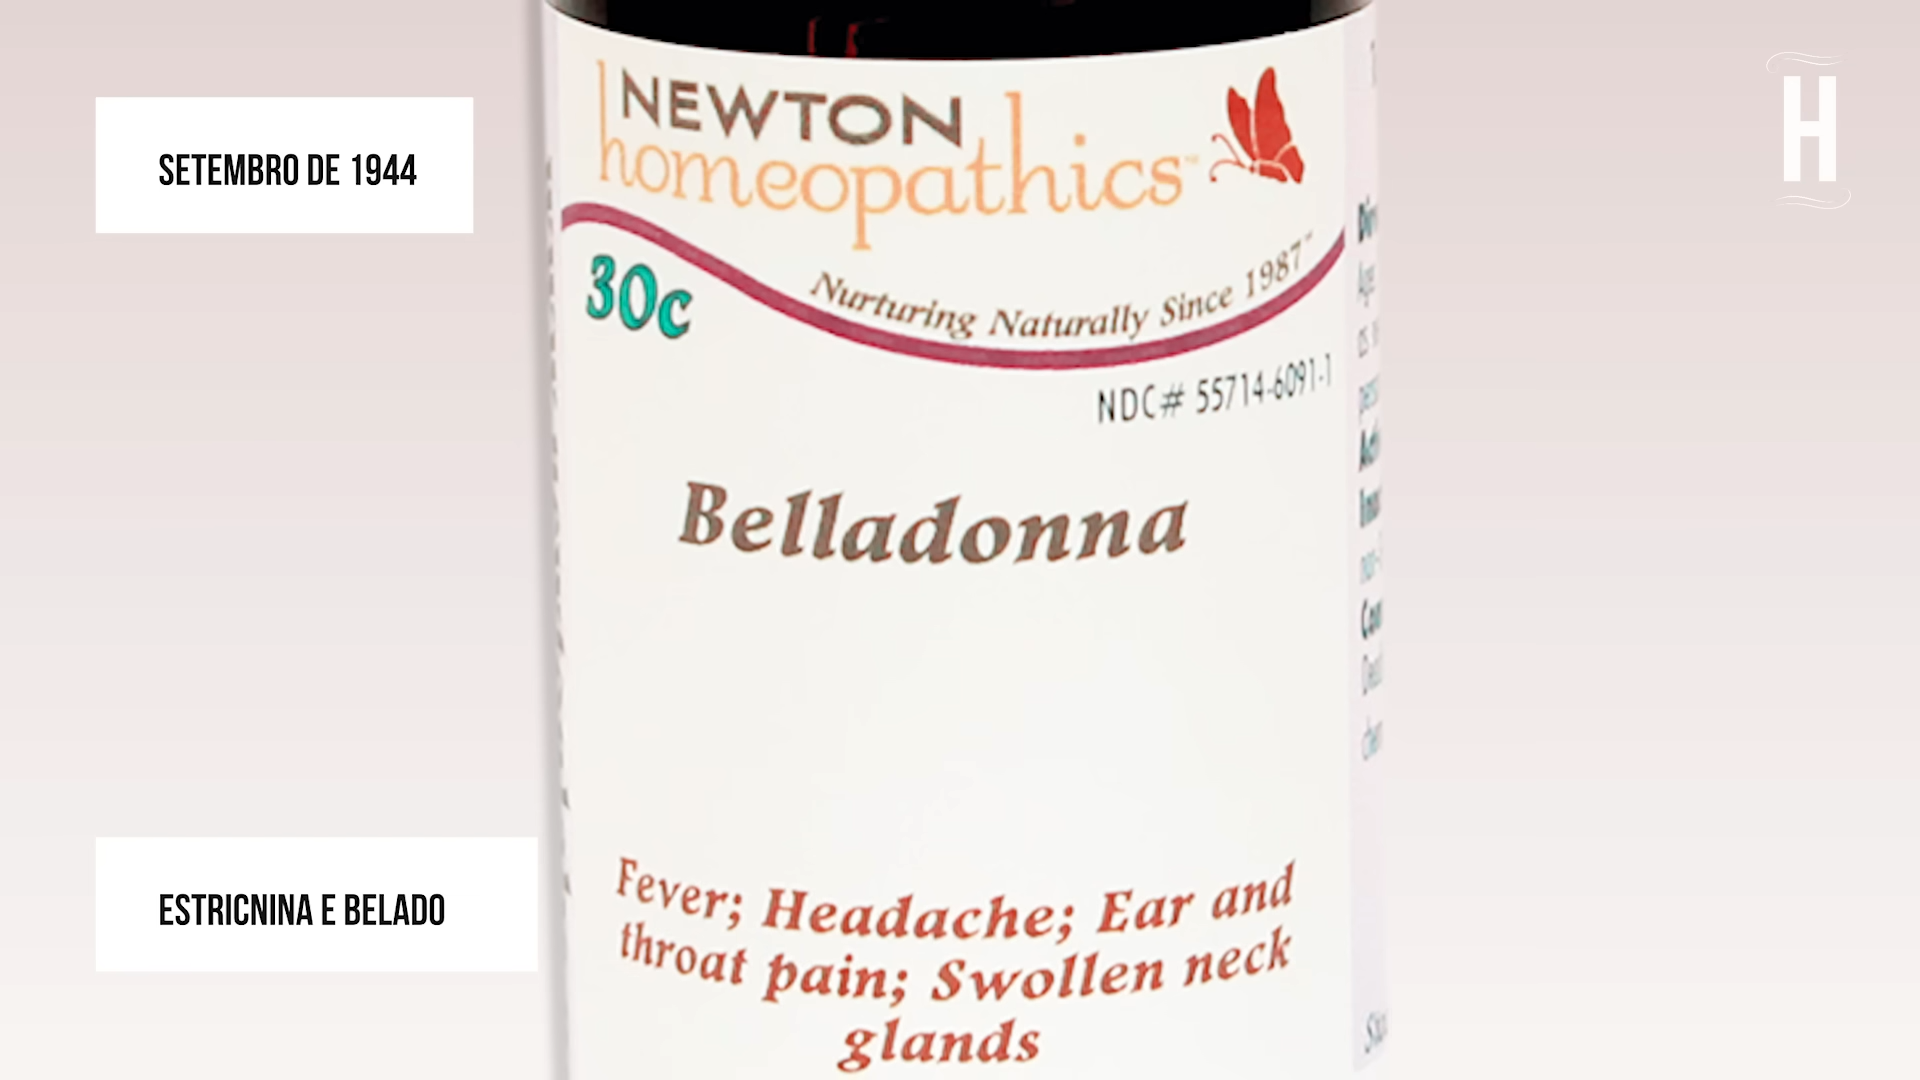 SETEMBRO DE 1944
H
NEWTON
homeopathics
30c
Nurturing Naturally Since 1987
NDC# 55714-6091-1
Belladonna
Fever; Headache; Ear and
throat pain; Swollen neck
glands
ESTRICNINA E BELADO